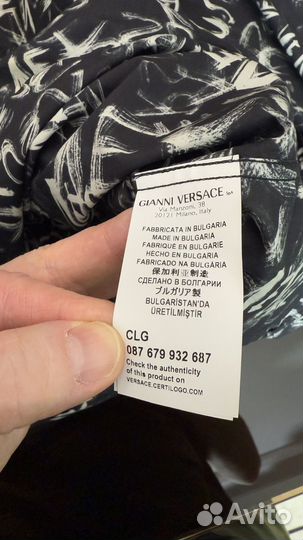 GIANNI VERSACE
Via Manzoni, 38
20121 Milano, Italy
FABBRICATA IN BULGARIA
MADE IN BULGARIA
FABRIQUÉ EN BULGARIE
HECHO EN BULGARIA
FABRICADO NA BULGÁRIA
保加利亚制造
СДЕЛАНО В БОЛГАРИИ
ブルガリア製
BULGARİSTAN'DA
ÜRETİLMİŞTİR
CLG
087 679 932 687
Check the authenticity
of this product on
VERSACE.CERTILOGO.COM
Avito